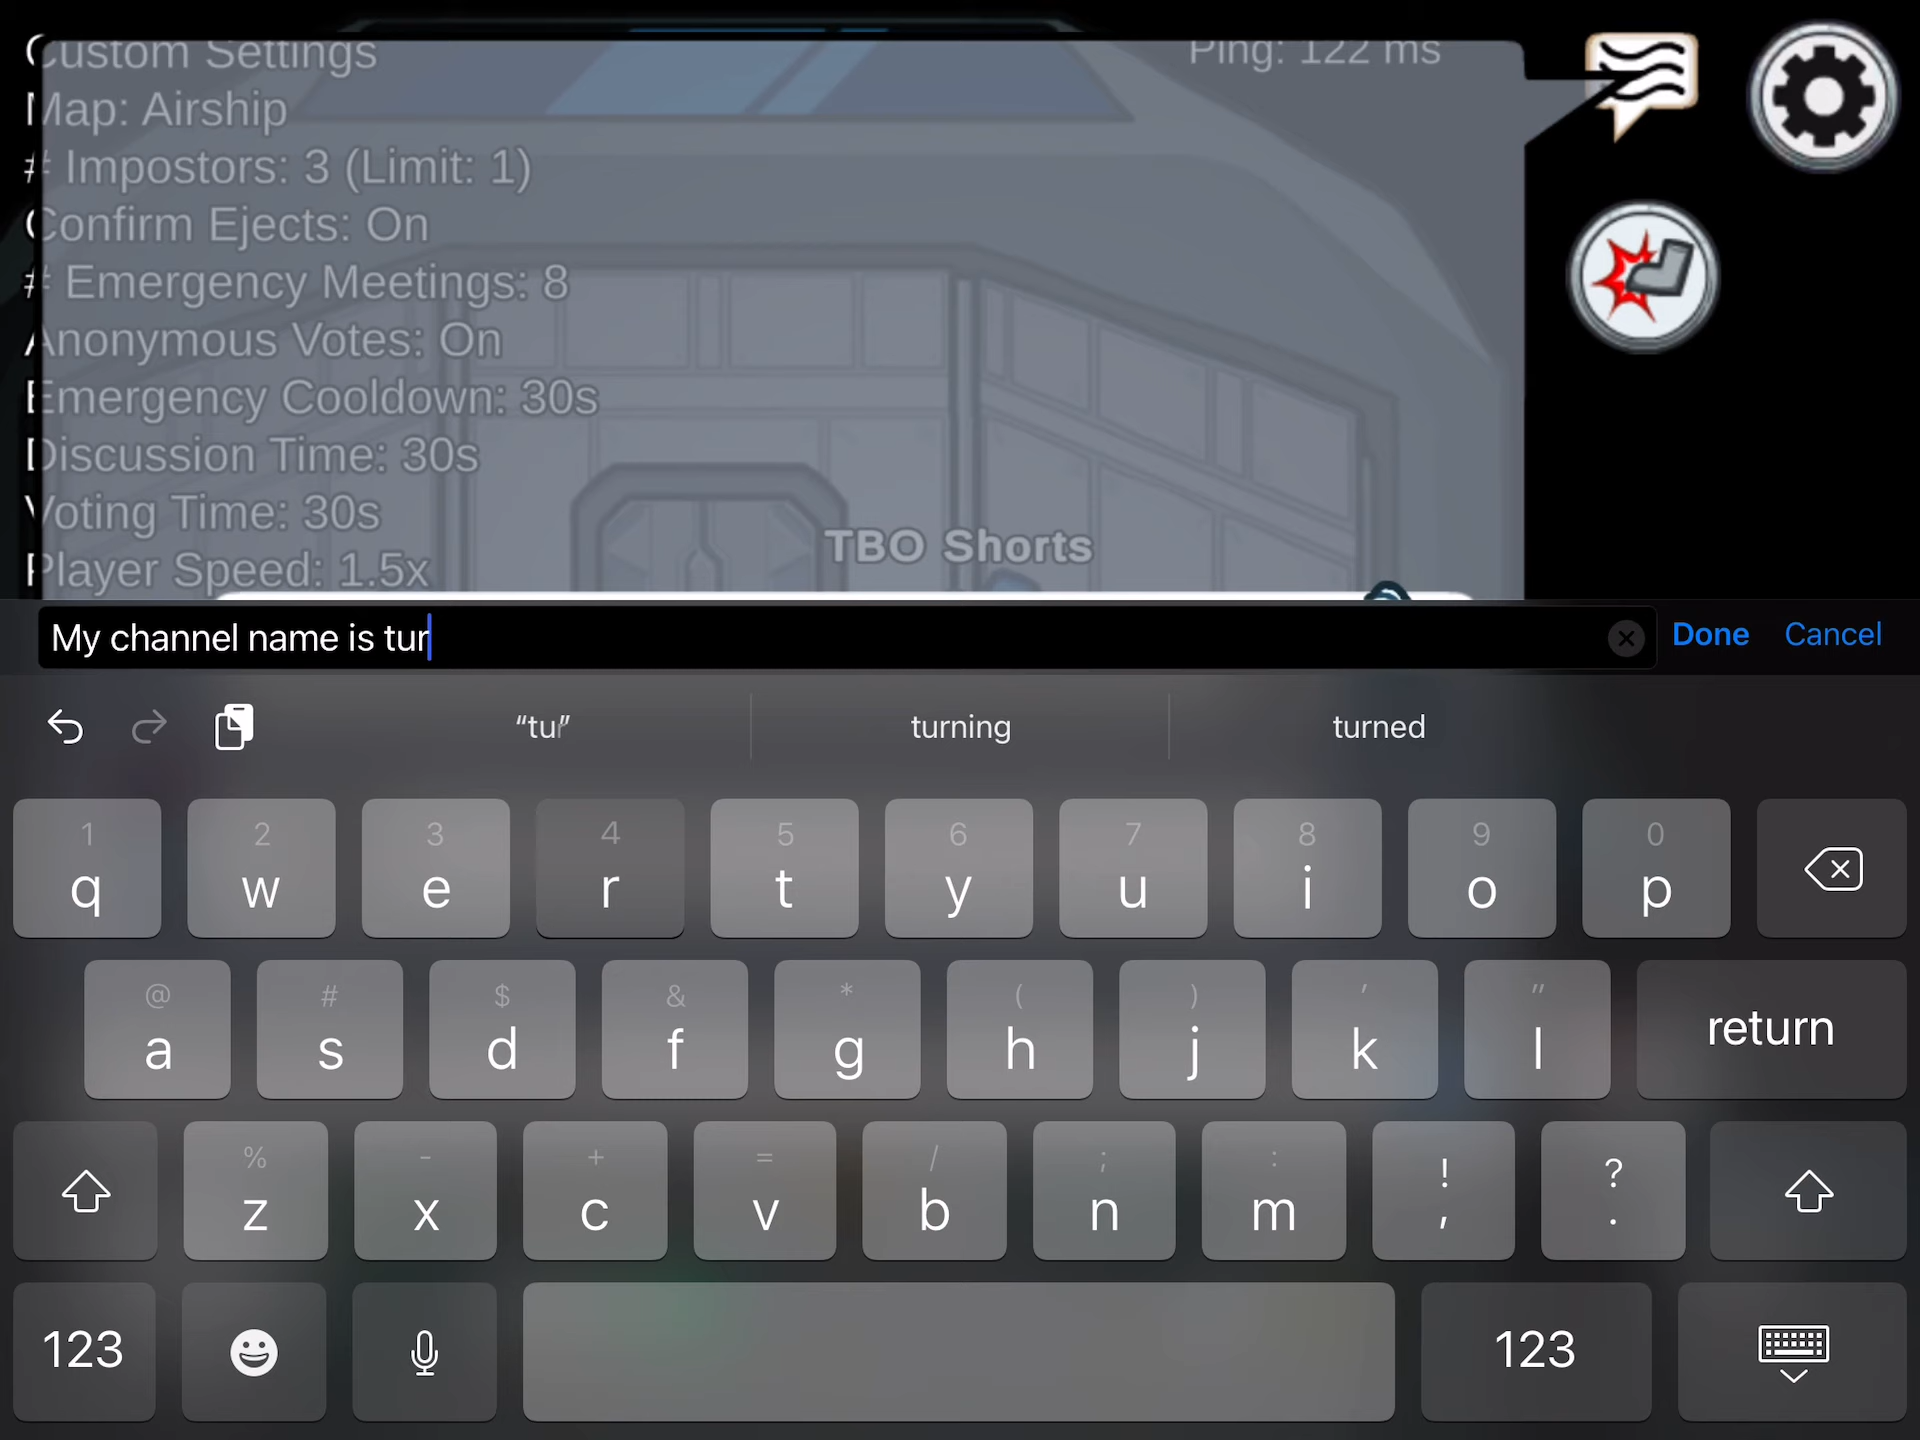 Custom Settings
Ping: 122 ms
Map: Airship
# Impostors: 3 (Limit: 1)
Confirm Ejects: On
# Emergency Meetings: 8
Anonymous Votes: On
Emergency Cooldown: 30s
Discussion Time: 30s
Voting Time: 30s
TBO Shorts
Player Speed: 1.5x
My channel name is tur
Done Cancel
“tur” turning turned
1 2 3 4 5 6 7 8 9 0
q w e r t y u i o p
@ # $ & * ( ) ' "
a s d f g h j k l return
% - + = / ; : ! ?
z x c v b n m , .
123 123